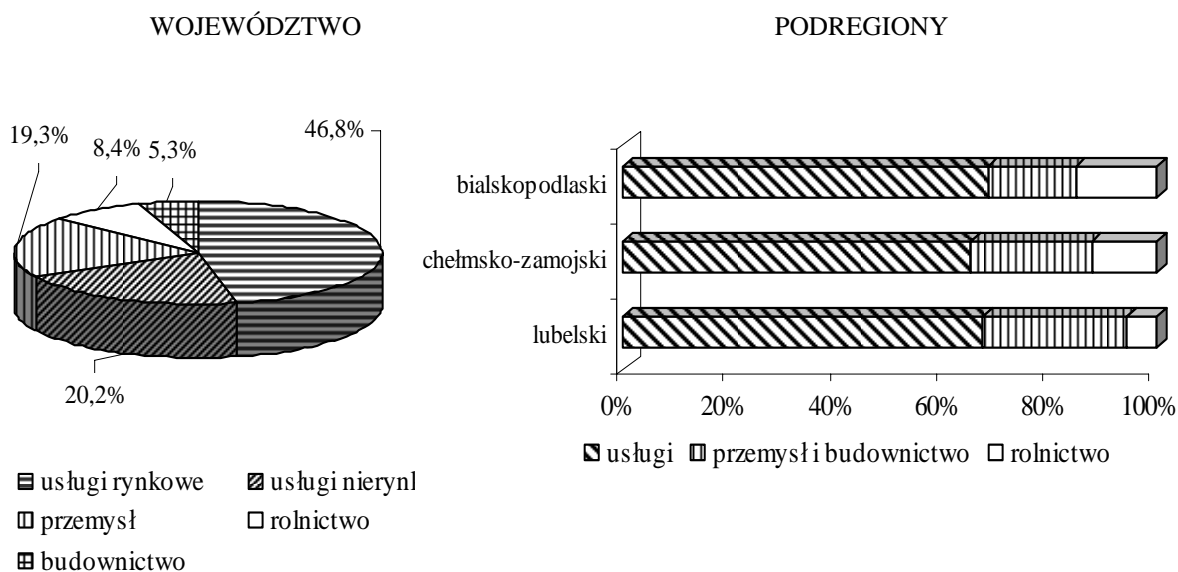 WOJEWÓDZTWO
19,3%
8,4%
5,3%
46,8%
20,2%
usługi rynkowe
usługi nierynl
przemysł
rolnictwo
budownictwo
PODREGIONY
bialskopodlaski
chełmsko-zamojski
lubelski
0% 20% 40% 60% 80% 100%
usługi przemysł i budownictwo rolnictwo